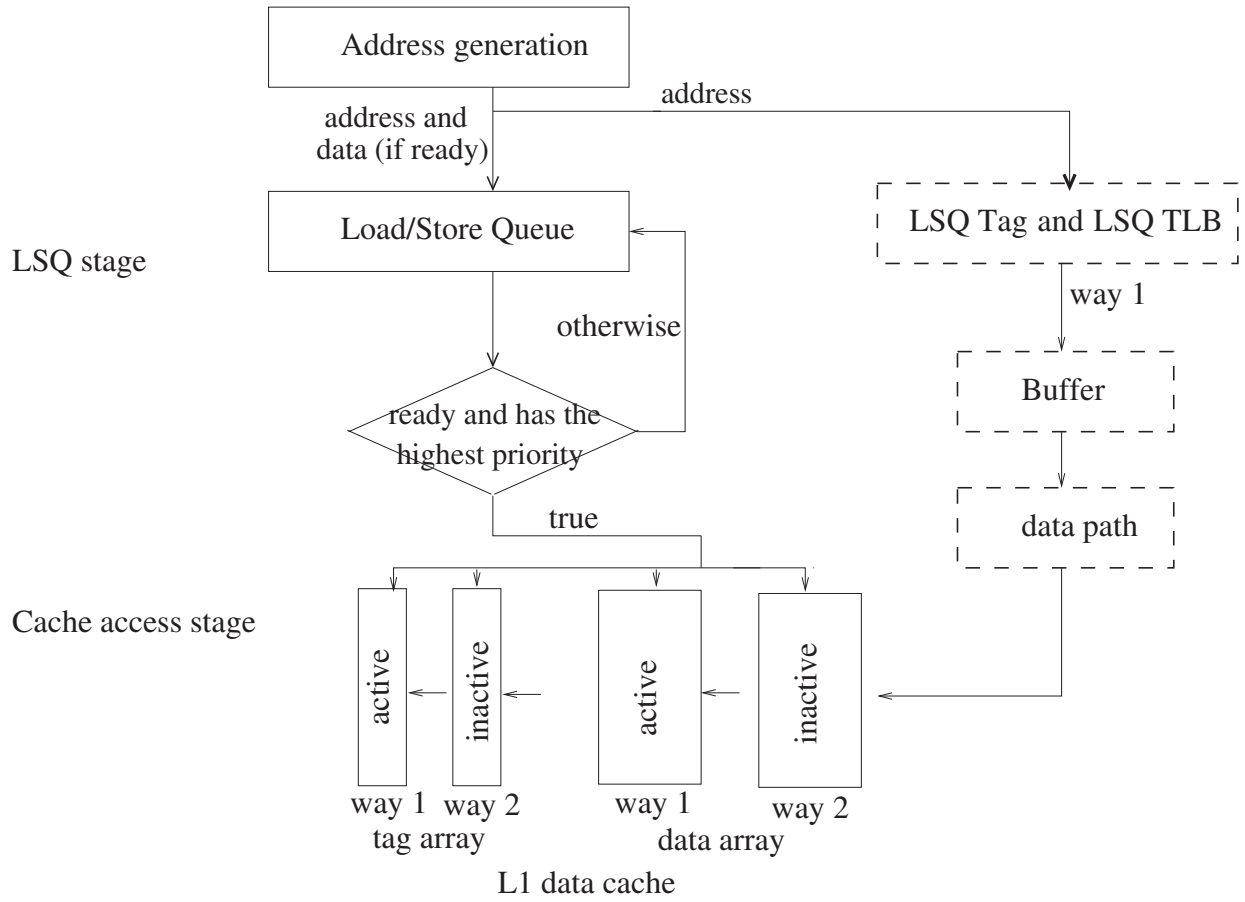 Address generation
address
address and
data (if ready)
LSQ stage
Load/Store Queue
LSQ Tag and LSQ TLB
way 1
otherwise
Buffer
ready and has the
highest priority
true
data path
Cache access stage
active
inactive
active
inactive
way 1
way 2
way 1
way 2
tag array
data array
L1 data cache